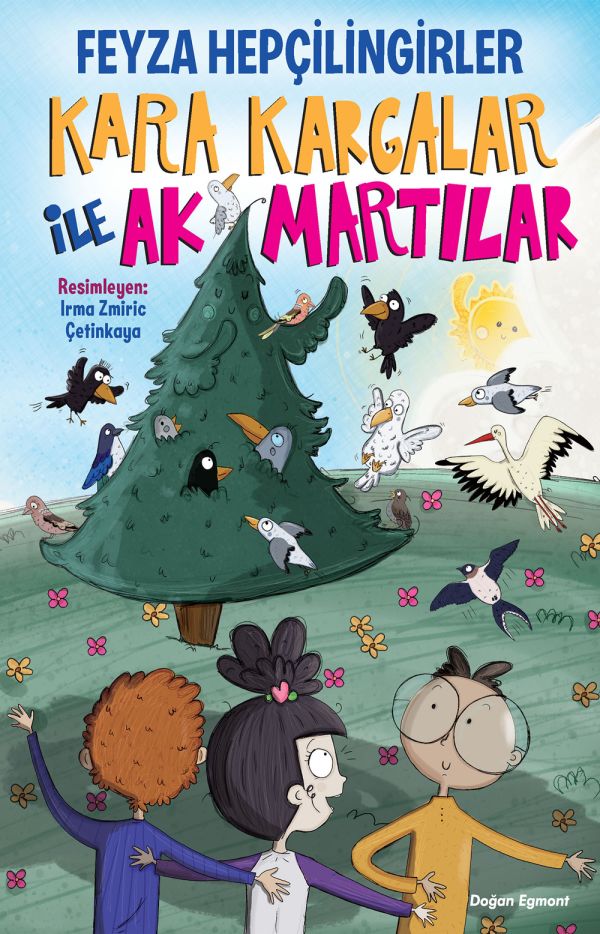 FEYZA HEPÇİLİNGİRLER
KARA KARGALAR
İLE AK MARTILAR
Resimleyen:
Irma Zmiric
Çetinkaya
Doğan Egmont